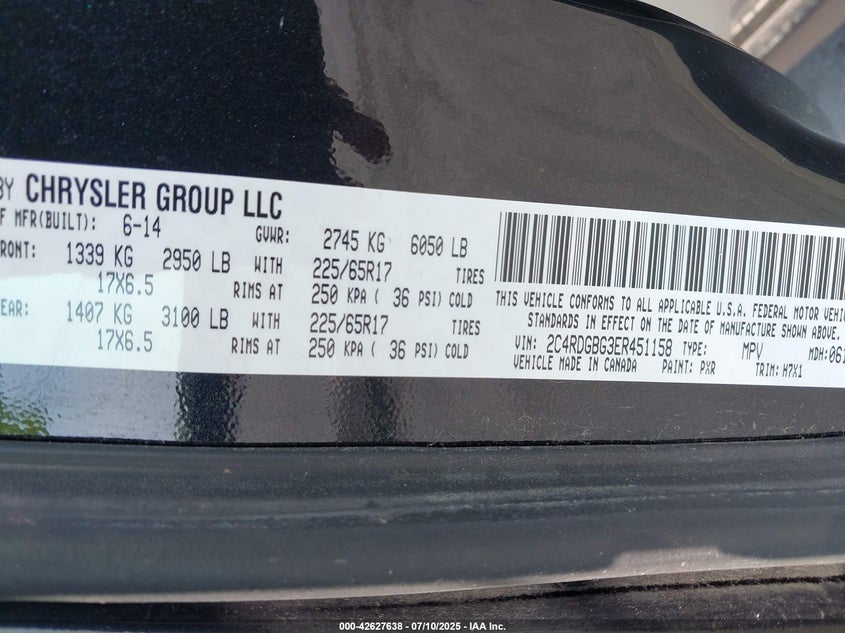 BY CHRYSLER GROUP LLC
F MFR(BUILT): 6-14 GVWR: 2745 KG 6050 LB
FRONT: 1339 KG 2950 LB WITH 225/65R17 TIRES
17X6.5 RIMS AT 250 KPA ( 36 PSI) COLD
EAR: 1407 KG 3100 LB WITH 225/65R17 TIRES
17X6.5 RIMS AT 250 KPA ( 36 PSI) COLD
THIS VEHICLE CONFORMS TO ALL APPLICABLE U.S.A. FEDERAL MOTOR VEHIC
STANDARDS IN EFFECT ON THE DATE OF MANUFACTURE SHOWN ABOVE.
VIN: 2C4RDGBG3ER451158 TYPE: MPV MDH:061
VEHICLE MADE IN CANADA PAINT: PXR TRIM: H7X1
000-42627638 - 07/10/2025 - IAA Inc.